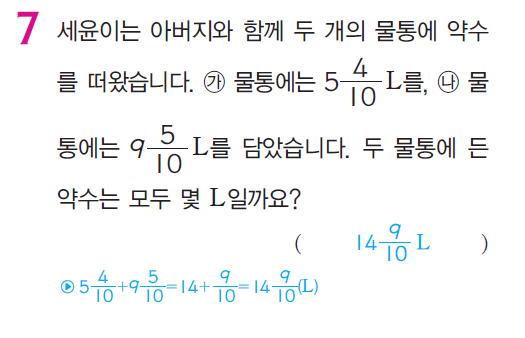 7 세윤이는 아버지와 함께 두 개의 물통에 약수
를 떠왔습니다. ㉮ 물통에는 5 4/10 L를, ㉯ 물
통에는 9 5/10 L를 담았습니다. 두 물통에 든
약수는 모두 몇 L일까요?
( 14 9/10 L )
▶ 5 4/10+9 5/10=14+9/10=14 9/10(L)